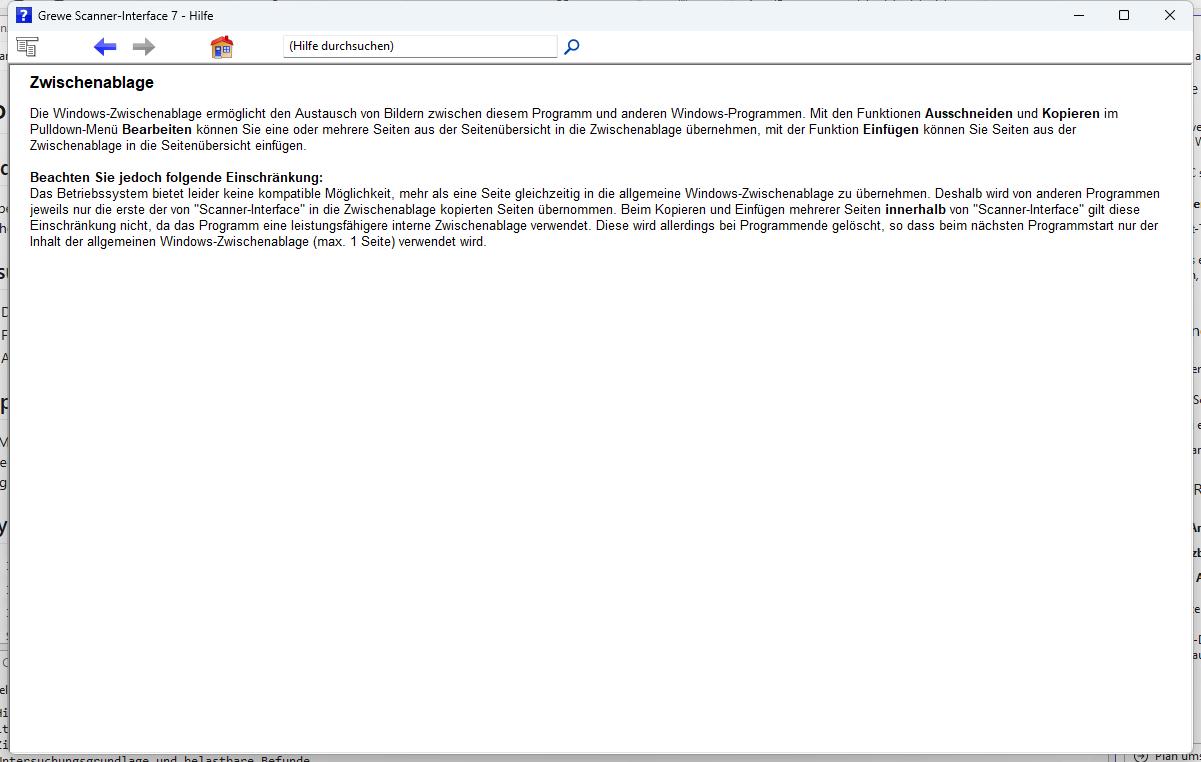 Grewe Scanner-Interface 7 - Hilfe
(Hilfe durchsuchen)
Zwischenablage
Die Windows-Zwischenablage ermöglicht den Austausch von Bildern zwischen diesem Programm und anderen Windows-Programmen. Mit den Funktionen Ausschneiden und Kopieren im
Pulldown-Menü Bearbeiten können Sie eine oder mehrere Seiten aus der Seitenübersicht in die Zwischenablage übernehmen, mit der Funktion Einfügen können Sie Seiten aus der
Zwischenablage in die Seitenübersicht einfügen.
Beachten Sie jedoch folgende Einschränkung:
Das Betriebssystem bietet leider keine kompatible Möglichkeit, mehr als eine Seite gleichzeitig in die allgemeine Windows-Zwischenablage zu übernehmen. Deshalb wird von anderen Programmen
jeweils nur die erste der von "Scanner-Interface" in die Zwischenablage kopierten Seiten übernommen. Beim Kopieren und Einfügen mehrerer Seiten innerhalb von "Scanner-Interface" gilt diese
Einschränkung nicht, da das Programm eine leistungsfähigere interne Zwischenablage verwendet. Diese wird allerdings bei Programmende gelöscht, so dass beim nächsten Programmstart nur der
Inhalt der allgemeinen Windows-Zwischenablage (max. 1 Seite) verwendet wird.
ntersuchungsgrundlage und belastbare Befunde
Plan ums